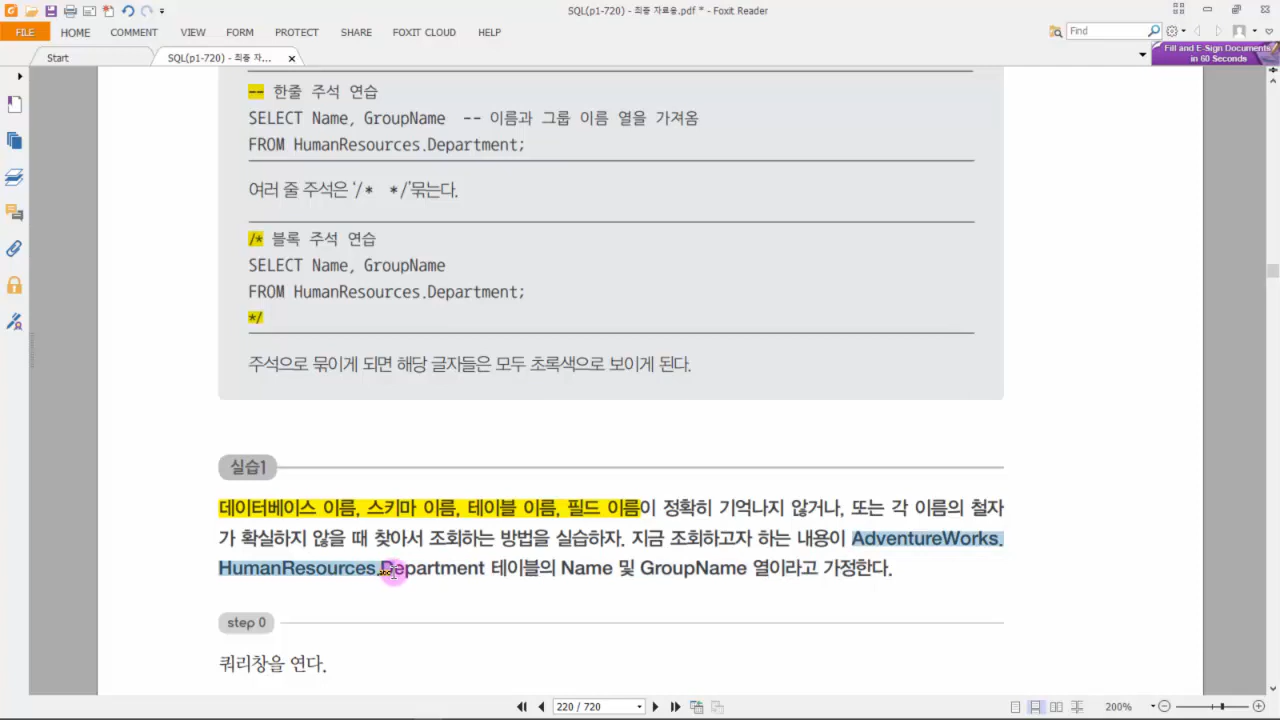 SQL(p1-720) - 최종 자료용.pdf * - Foxit Reader
FILE HOME COMMENT VIEW FORM PROTECT SHARE FOXIT CLOUD HELP
Find
Start
SQL(p1-720) - 최종 자...
Fill and E-Sign Documents
in 60 Seconds
-- 한줄 주석 연습
SELECT Name, GroupName -- 이름과 그룹 이름 열을 가져옴
FROM HumanResources.Department;
여러 줄 주석은 '/* */'묶는다.
/* 블록 주석 연습
SELECT Name, GroupName
FROM HumanResources.Department;
*/
주석으로 묶이게 되면 해당 글자들은 모두 초록색으로 보이게 된다.
실습1
데이터베이스 이름, 스키마 이름, 테이블 이름, 필드 이름이 정확히 기억나지 않거나, 또는 각 이름의 철자
가 확실하지 않을 때 찾아서 조회하는 방법을 실습하자. 지금 조회하고자 하는 내용이 AdventureWorks.
HumanResources.Department 테이블의 Name 및 GroupName 열이라고 가정한다.
step 0
쿼리창을 연다.
220 / 720
200%